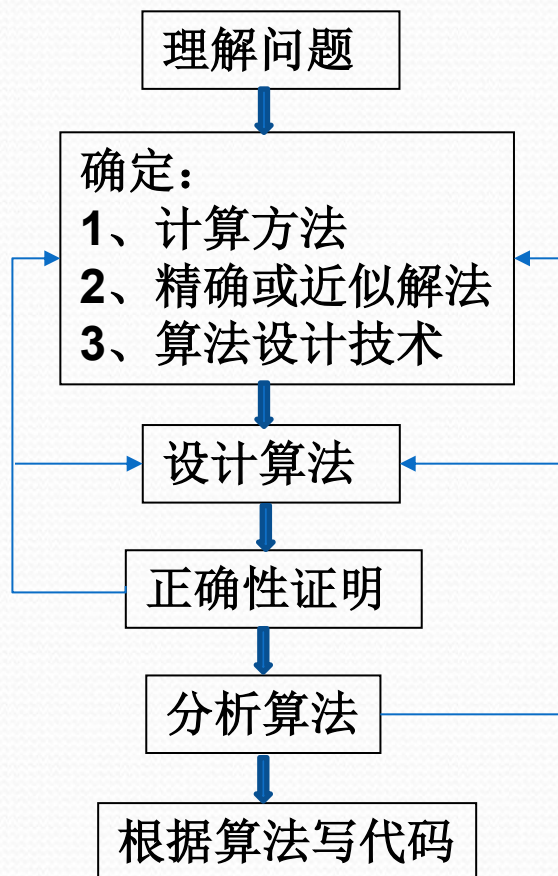 理解问题
确定：
1、计算方法
2、精确或近似解法
3、算法设计技术
设计算法
正确性证明
分析算法
根据算法写代码